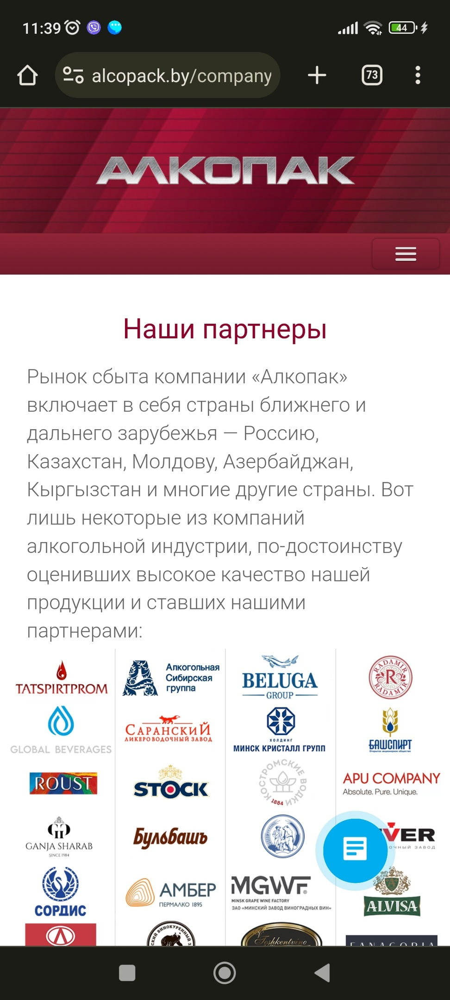 11:39
44
alcopack.by/company
73
АЛКОПАК
Наши партнеры
Рынок сбыта компании «Алкопак»
включает в себя страны ближнего и
дальнего зарубежья — Россию,
Казахстан, Молдову, Азербайджан,
Кыргызстан и многие другие страны. Вот
лишь некоторые из компаний
алкогольной индустрии, по-достоинству
оценивших высокое качество нашей
продукции и ставших нашими
партнерами:
TATSPIRTPROM
Алкогольная
Сибирская
группа
BELUGA
GROUP
RADAMIR
R
RADAMIR
GLOBAL BEVERAGES
САРАНСКИЙ
ЛИКЕРОВОДОЧНЫЙ ЗАВОД
ХОЛДИНГ
МИНСК КРИСТАЛЛ ГРУПП
БАШСПИРТ
Открытое акционерное общество
ROUST
STOCK
КОСТРОМСКИЕ ВОДКИ
1884
APU COMPANY
Absolute. Pure. Unique.
GANJA SHARAB
SINCE 1984
Бульбашъ
VER
ОЧНЫЙ ЗАВОД
СОРДИС
АМБЕР
ПЕРМАЛКО 1895
MGWF®
MINSK GRAPE WINE FACTORY
ЗАО «МИНСКИЙ ЗАВОД ВИНОГРАДНЫХ ВИН»
ALVISA
СКИЙ ВИНОКУРЕННЫЙ З
Toshkentvino
FANAGORIA